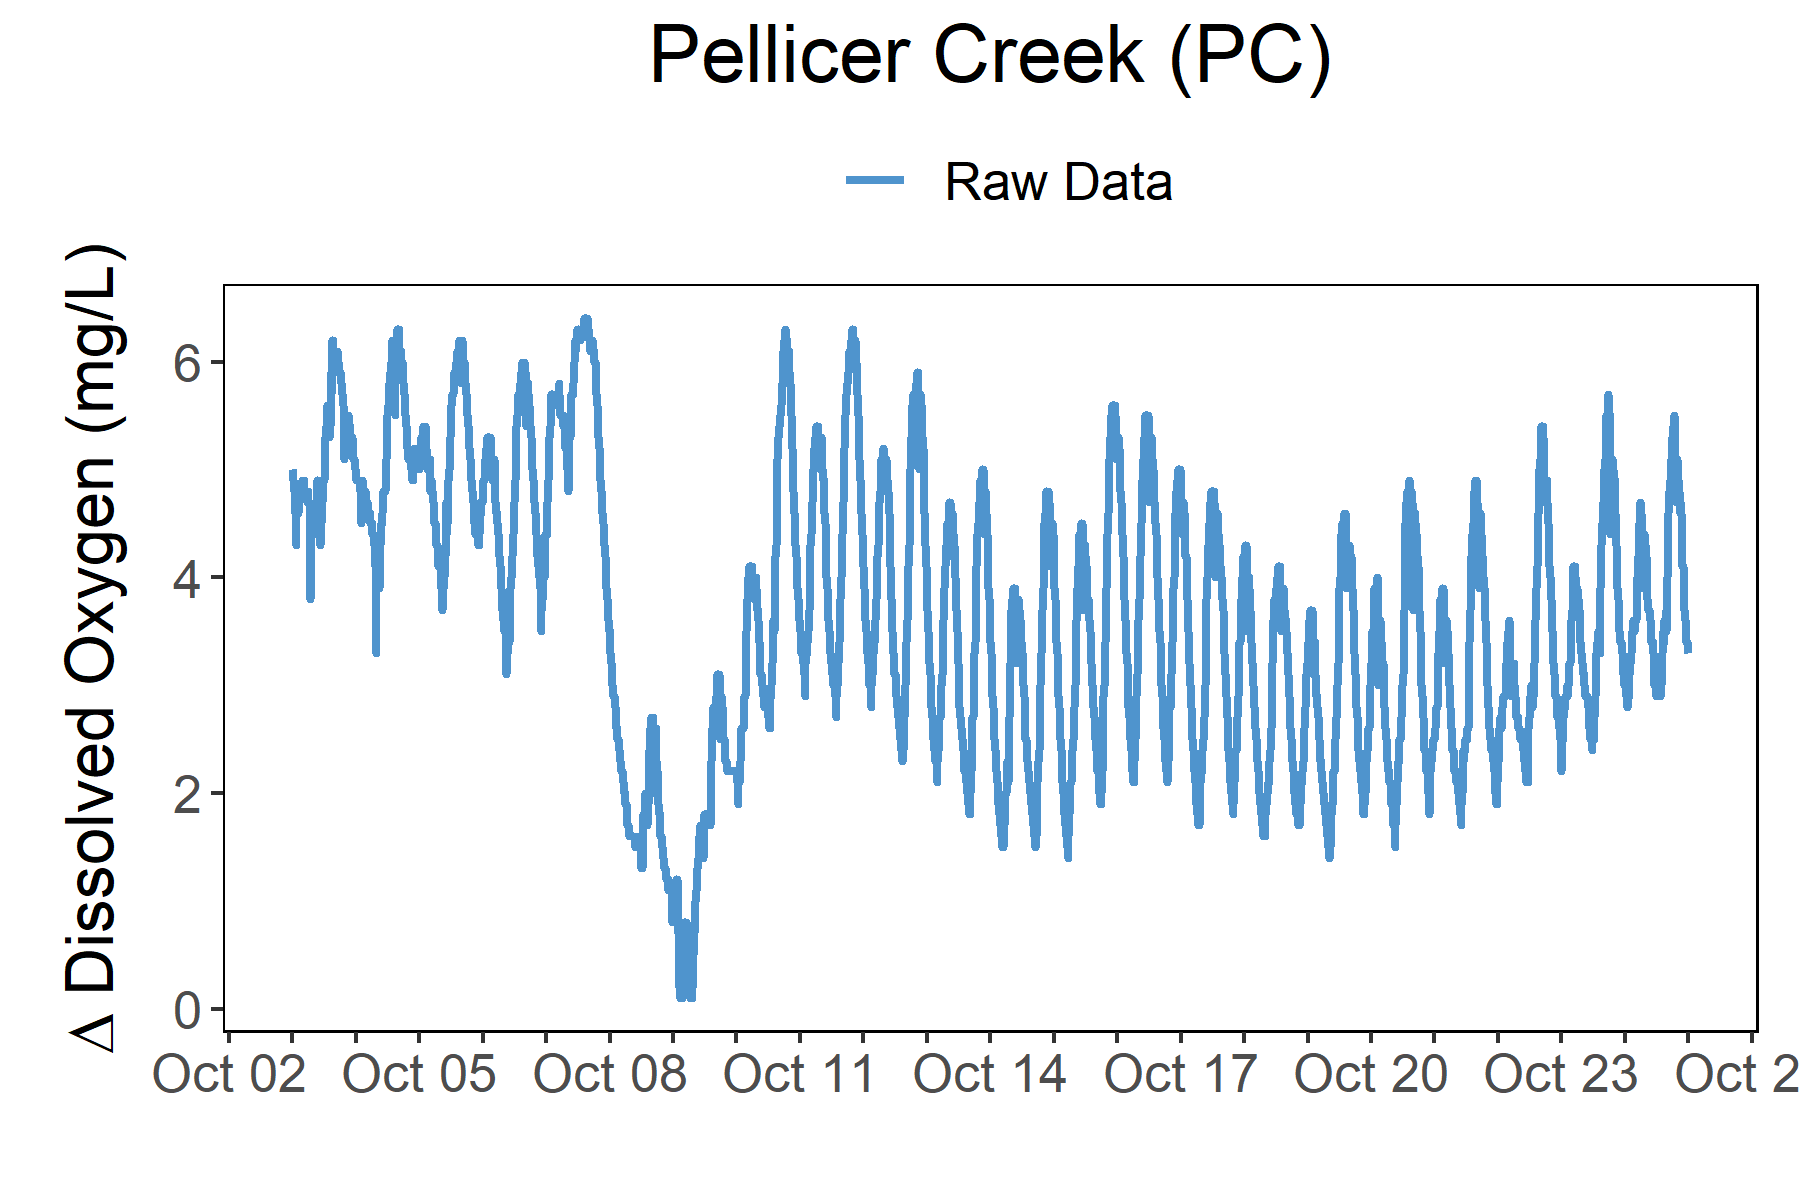 Pellicer Creek (PC)
Raw Data
Δ Dissolved Oxygen (mg/L)
6
4
2
0
Oct 02 Oct 05 Oct 08 Oct 11 Oct 14 Oct 17 Oct 20 Oct 23 Oct 2